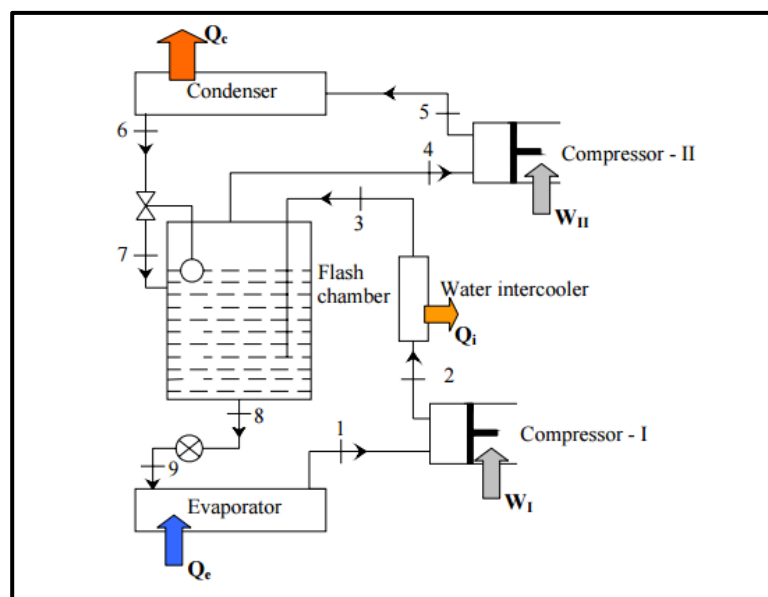 Qc
Condenser
6
5
4
Compressor - II
WII
3
7
Flash
chamber
Water intercooler
Qi
2
8
1
Compressor - I
9
Evaporator
WI
Qe